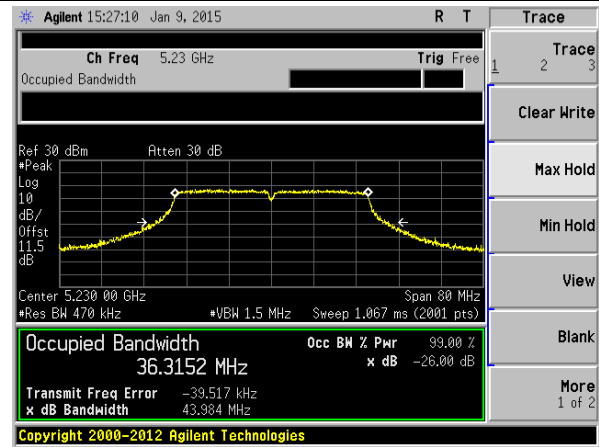 Agilent 15:27:10 Jan 9, 2015 R T
Trace
Ch Freq 5.23 GHz Trig Free
Occupied Bandwidth
Trace
1 2 3
Clear Write
Max Hold
Min Hold
View
Blank
More
1 of 2
Ref 30 dBm Atten 30 dB
#Peak
Log
10
dB/
Offst
11.5
dB
Center 5.230 00 GHz Span 80 MHz
#Res BW 470 kHz #VBW 1.5 MHz Sweep 1.067 ms (2001 pts)
Occupied Bandwidth Occ BW % Pwr 99.00 %
36.3152 MHz x dB -26.00 dB
Transmit Freq Error -39.517 kHz
x dB Bandwidth 43.984 MHz
Copyright 2000-2012 Agilent Technologies